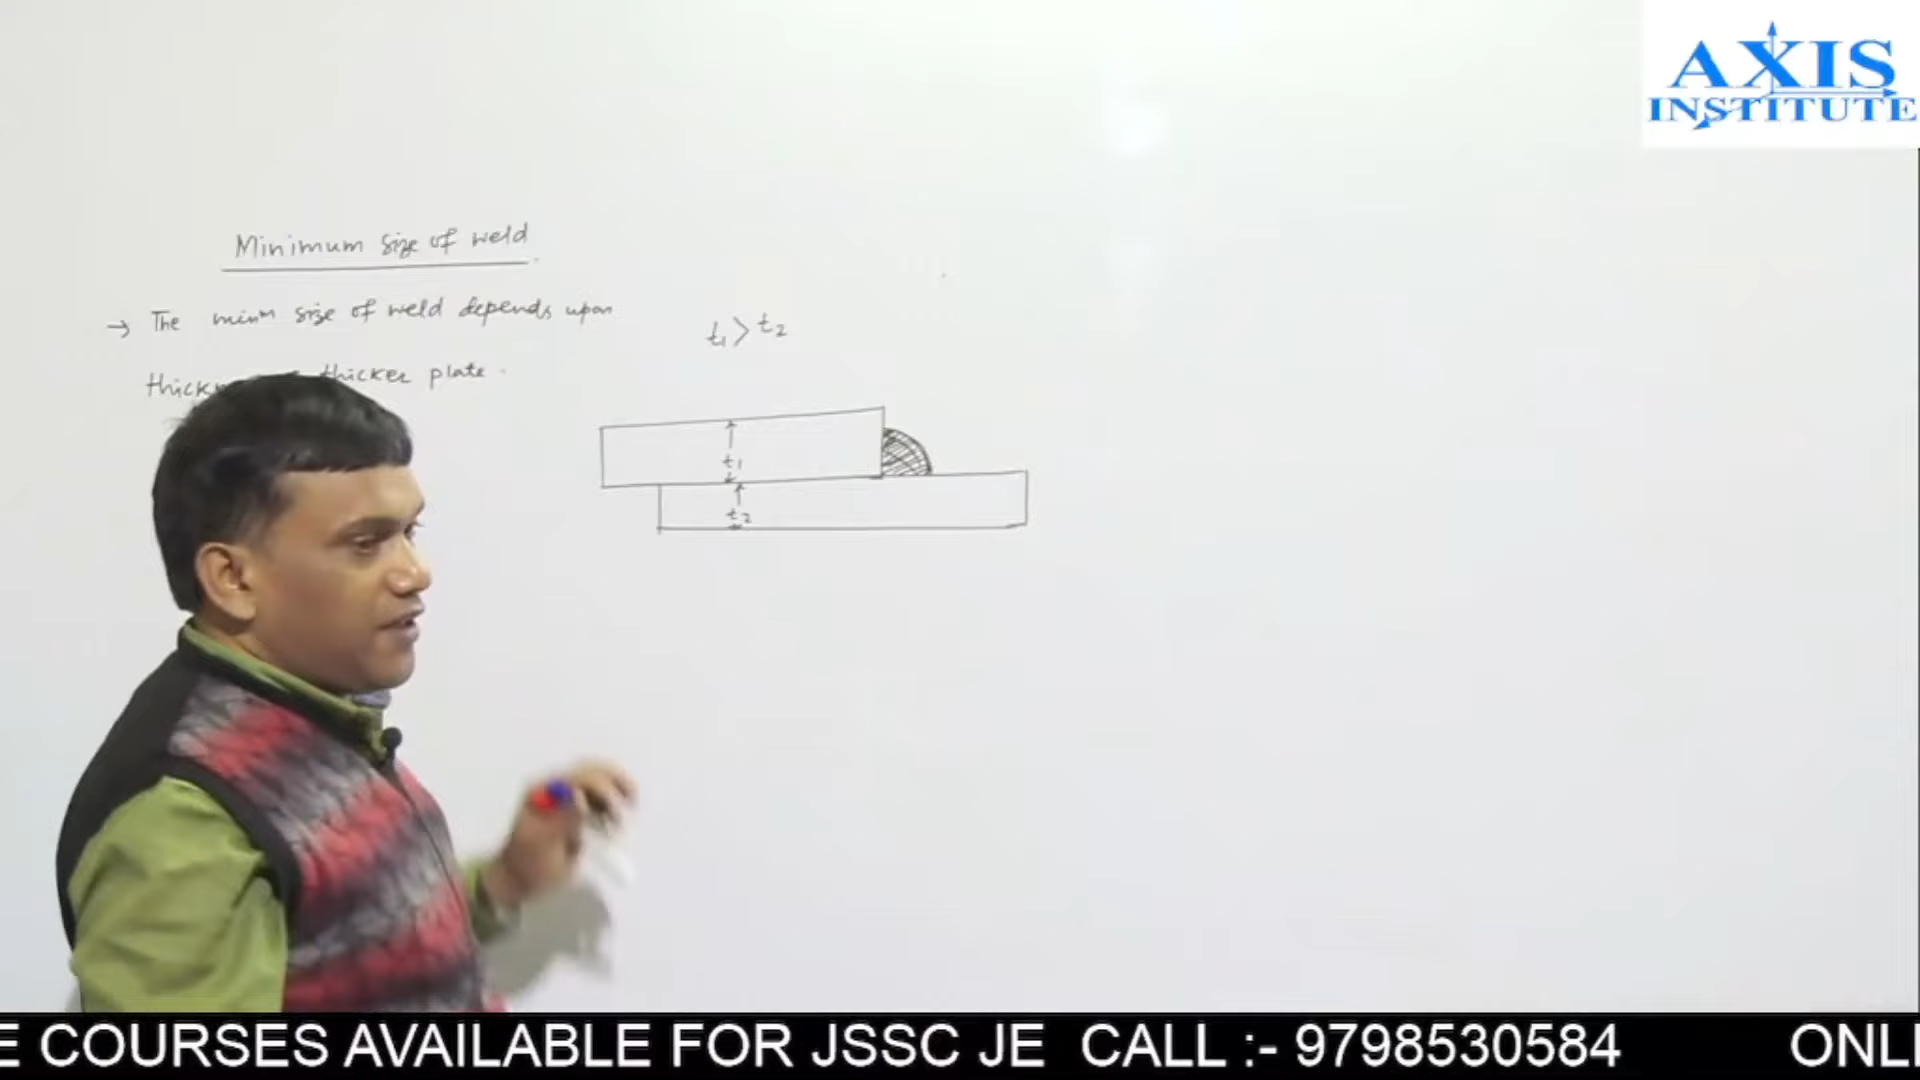 AXIS
INSTITUTE
Minimum size of weld
→ The minm size of weld depends upon
thicker plate.
t1 > t2
t1
t2
E COURSES AVAILABLE FOR JSSC JE CALL :- 9798530584 ONLI